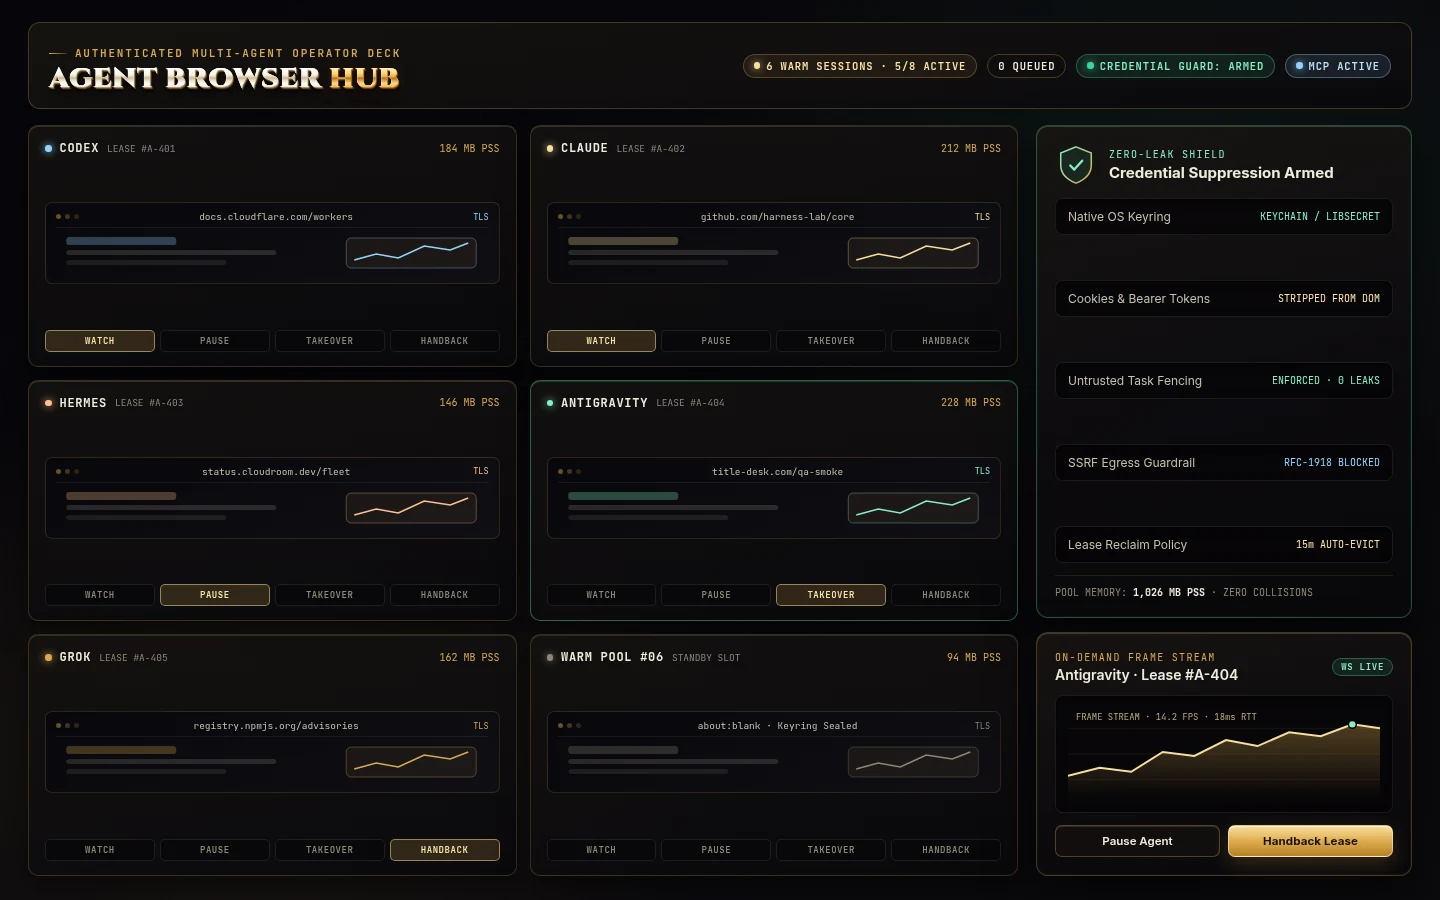 AUTHENTICATED MULTI-AGENT OPERATOR DECK
AGENT BROWSER HUB
6 WARM SESSIONS · 5/8 ACTIVE
0 QUEUED
CREDENTIAL GUARD: ARMED
MCP ACTIVE
CODEX LEASE #A-401 184 MB PSS
docs.cloudflare.com/workers TLS
WATCH PAUSE TAKEOVER HANDBACK
CLAUDE LEASE #A-402 212 MB PSS
github.com/harness-lab/core TLS
WATCH PAUSE TAKEOVER HANDBACK
HERMES LEASE #A-403 146 MB PSS
status.cloudroom.dev/fleet TLS
WATCH PAUSE TAKEOVER HANDBACK
ANTIGRAVITY LEASE #A-404 228 MB PSS
title-desk.com/qa-smoke TLS
WATCH PAUSE TAKEOVER HANDBACK
GROK LEASE #A-405 162 MB PSS
registry.npmjs.org/advisories TLS
WATCH PAUSE TAKEOVER HANDBACK
WARM POOL #06 STANDBY SLOT 94 MB PSS
about:blank · Keyring Sealed TLS
WATCH PAUSE TAKEOVER HANDBACK
ZERO-LEAK SHIELD
Credential Suppression Armed
Native OS Keyring KEYCHAIN / LIBSECRET
Cookies & Bearer Tokens STRIPPED FROM DOM
Untrusted Task Fencing ENFORCED · 0 LEAKS
SSRF Egress Guardrail RFC-1918 BLOCKED
Lease Reclaim Policy 15m AUTO-EVICT
POOL MEMORY: 1,026 MB PSS · ZERO COLLISIONS
ON-DEMAND FRAME STREAM
Antigravity · Lease #A-404
WS LIVE
FRAME STREAM · 14.2 FPS · 18ms RTT
Pause Agent Handback Lease